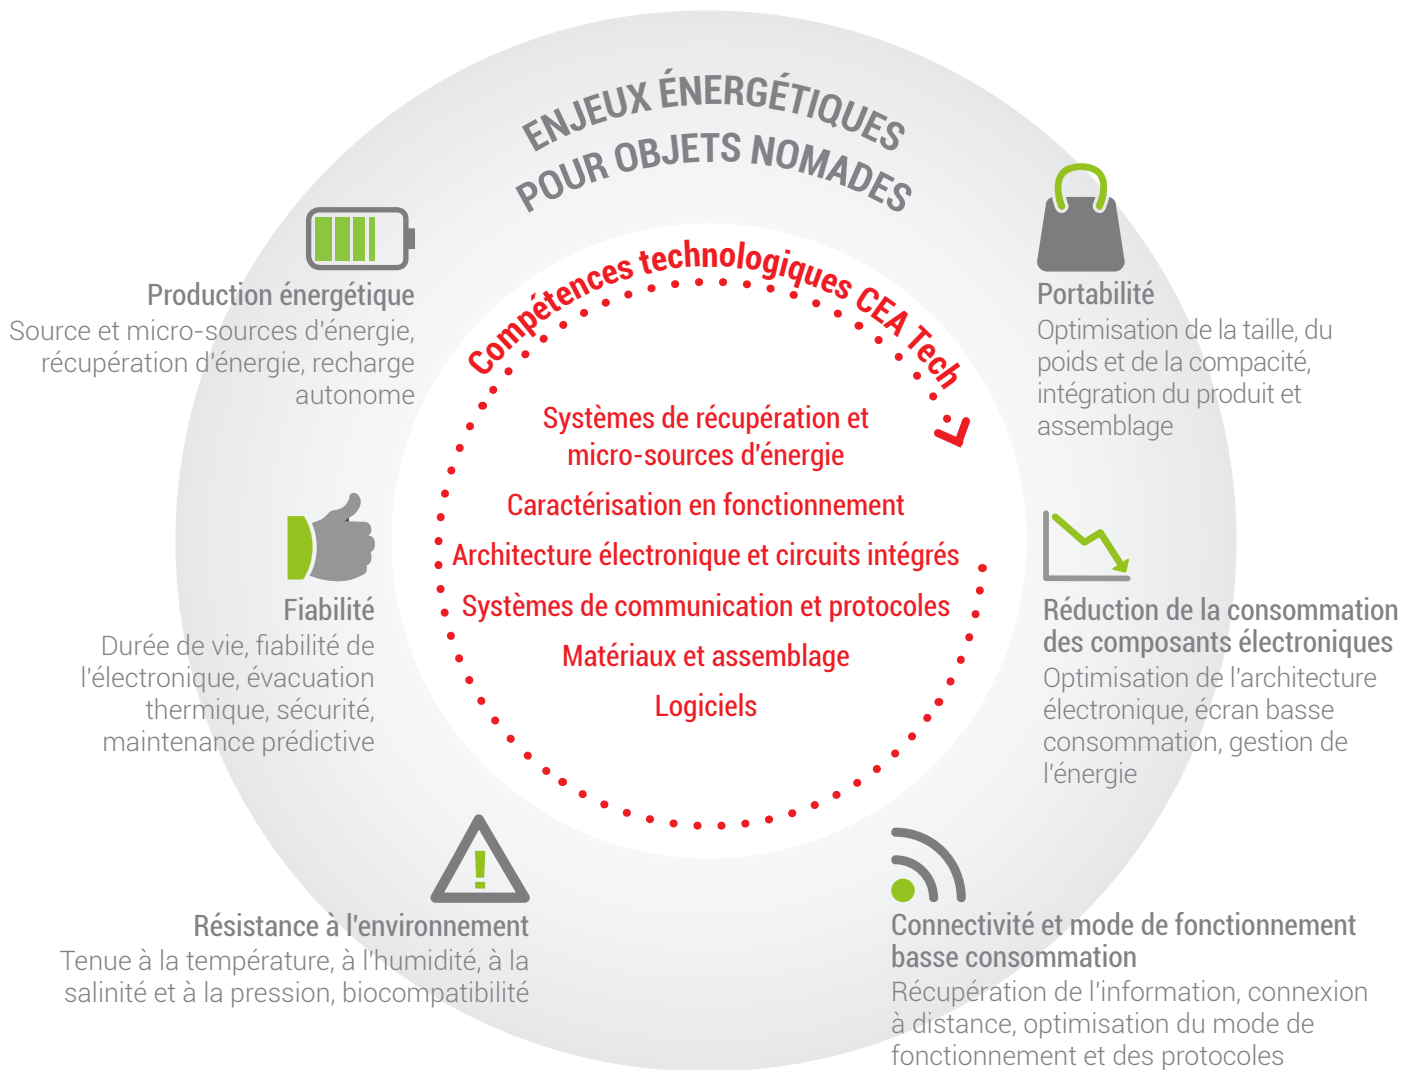 ENJEUX ÉNERGÉTIQUES
POUR OBJETS NOMADES
Compétences technologiques CEA Tech
Systèmes de récupération et
micro-sources d'énergie
Caractérisation en fonctionnement
Architecture électronique et circuits intégrés
Systèmes de communication et protocoles
Matériaux et assemblage
Logiciels
Production énergétique
Source et micro-sources d'énergie,
récupération d'énergie, recharge
autonome
Fiabilité
Durée de vie, fiabilité de
l'électronique, évacuation
thermique, sécurité,
maintenance prédictive
Résistance à l'environnement
Tenue à la température, à l'humidité, à la
salinité et à la pression, biocompatibilité
Portabilité
Optimisation de la taille, du
poids et de la compacité,
intégration du produit et
assemblage
Réduction de la consommation
des composants électroniques
Optimisation de l'architecture
électronique, écran basse
consommation, gestion de
l'énergie
Connectivité et mode de fonctionnement
basse consommation
Récupération de l'information, connexion
à distance, optimisation du mode de
fonctionnement et des protocoles